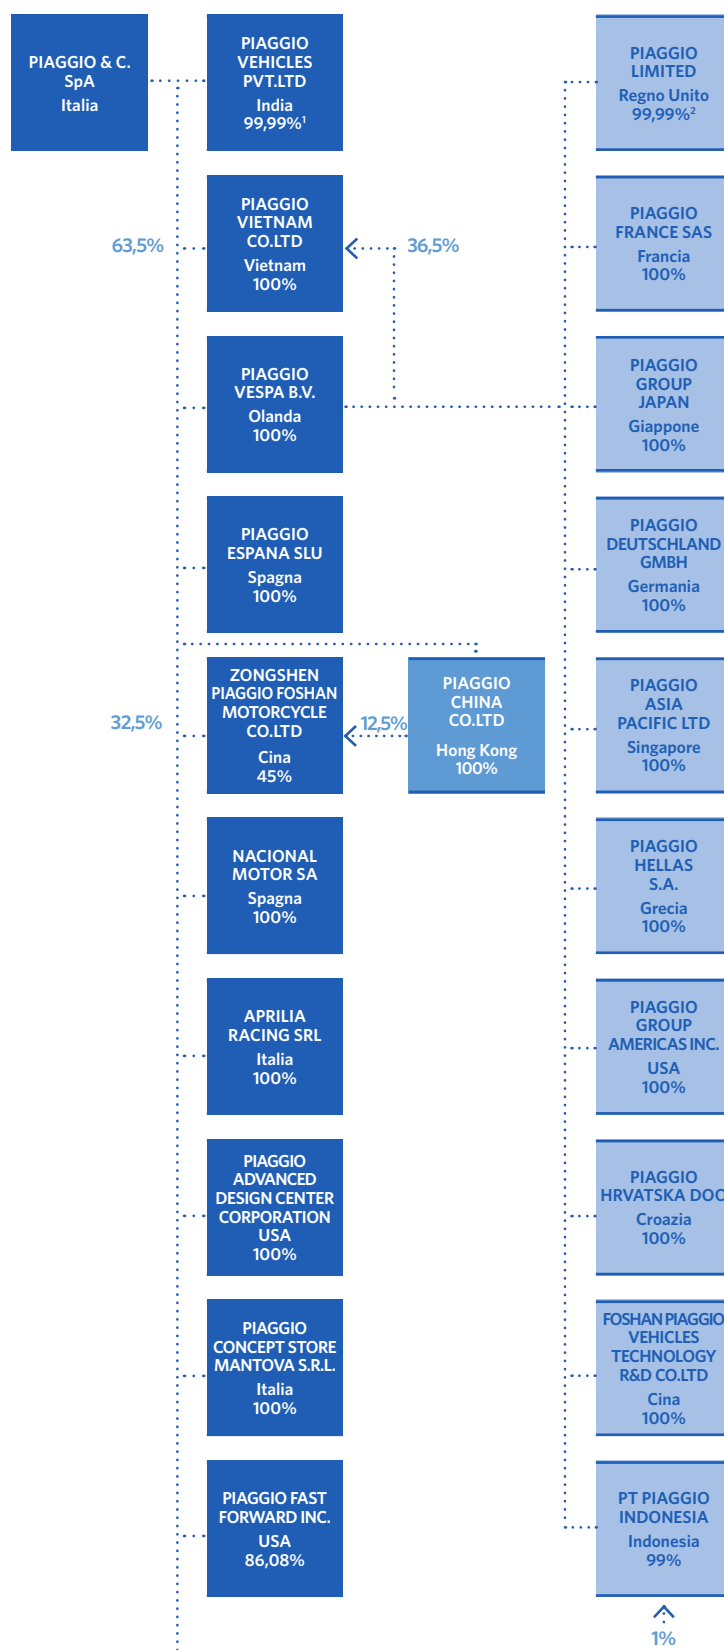 PIAGGIO & C.
SpA
Italia
PIAGGIO
VEHICLES
PVT.LTD
India
99,99%¹
PIAGGIO
LIMITED
Regno Unito
99,99%²
63,5%
PIAGGIO
VIETNAM
CO.LTD
Vietnam
100%
36,5%
PIAGGIO
FRANCE SAS
Francia
100%
PIAGGIO
VESPA B.V.
Olanda
100%
PIAGGIO
GROUP
JAPAN
Giappone
100%
PIAGGIO
ESPANA SLU
Spagna
100%
PIAGGIO
DEUTSCHLAND
GMBH
Germania
100%
32,5%
ZONGSHEN
PIAGGIO FOSHAN
MOTORCYCLE
CO.LTD
Cina
45%
12,5%
PIAGGIO
CHINA
CO.LTD
Hong Kong
100%
PIAGGIO
ASIA
PACIFIC LTD
Singapore
100%
NACIONAL
MOTOR SA
Spagna
100%
PIAGGIO
HELLAS
S.A.
Grecia
100%
APRILIA
RACING SRL
Italia
100%
PIAGGIO
GROUP
AMERICAS INC.
USA
100%
PIAGGIO
ADVANCED
DESIGN CENTER
CORPORATION
USA
100%
PIAGGIO
HRVATSKA DOO
Croazia
100%
PIAGGIO
CONCEPT STORE
MANTOVA S.R.L.
Italia
100%
FOSHAN PIAGGIO
VEHICLES
TECHNOLOGY
R&D CO.LTD
Cina
100%
PIAGGIO FAST
FORWARD INC.
USA
86,08%
PT PIAGGIO
INDONESIA
Indonesia
99%
1%